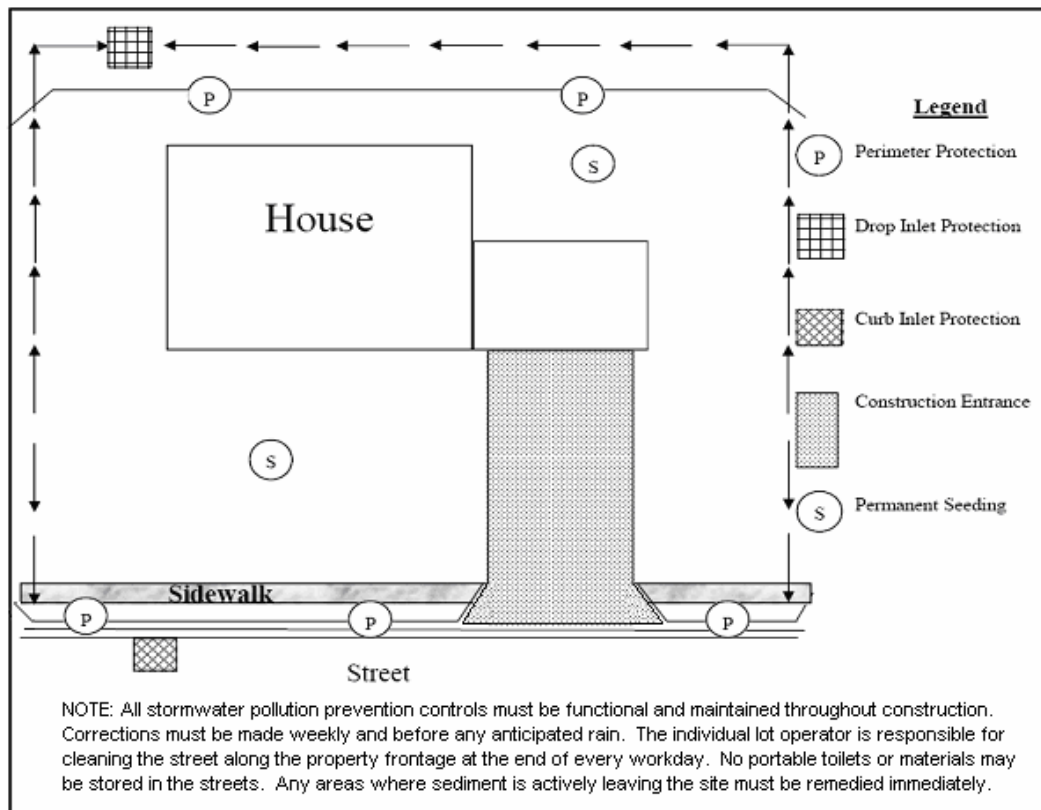 P
P
Legend
P Perimeter Protection
S
House
Drop Inlet Protection
Curb Inlet Protection
Construction Entrance
S
S Permanent Seeding
Sidewalk
P
P
P
Street
NOTE: All stormwater pollution prevention controls must be functional and maintained throughout construction.
Corrections must be made weekly and before any anticipated rain. The individual lot operator is responsible for
cleaning the street along the property frontage at the end of every workday. No portable toilets or materials may
be stored in the streets. Any areas where sediment is actively leaving the site must be remedied immediately.